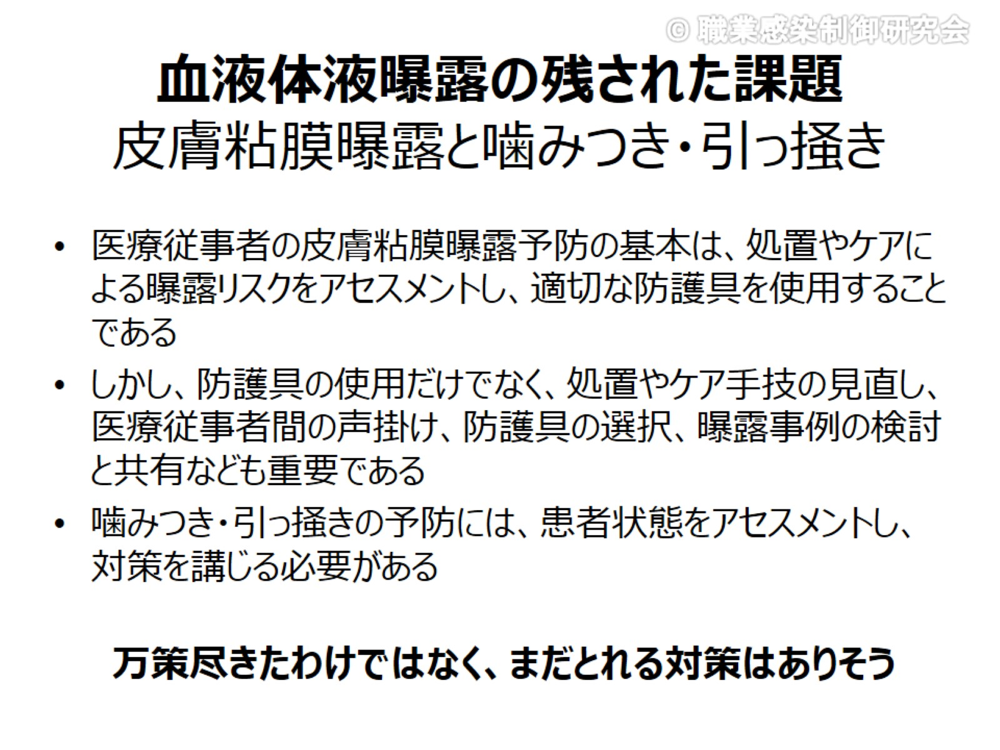 © 職業感染制御研究会
血液体液曝露の残された課題
皮膚粘膜曝露と噛みつき・引っ掻き
• 医療従事者の皮膚粘膜曝露予防の基本は、処置やケアに
よる曝露リスクをアセスメントし、適切な防護具を使用すること
である
• しかし、防護具の使用だけでなく、処置やケア手技の見直し、
医療従事者間の声掛け、防護具の選択、曝露事例の検討
と共有なども重要である
• 噛みつき・引っ掻きの予防には、患者状態をアセスメントし、
対策を講じる必要がある
万策尽きたわけではなく、まだとれる対策はありそう